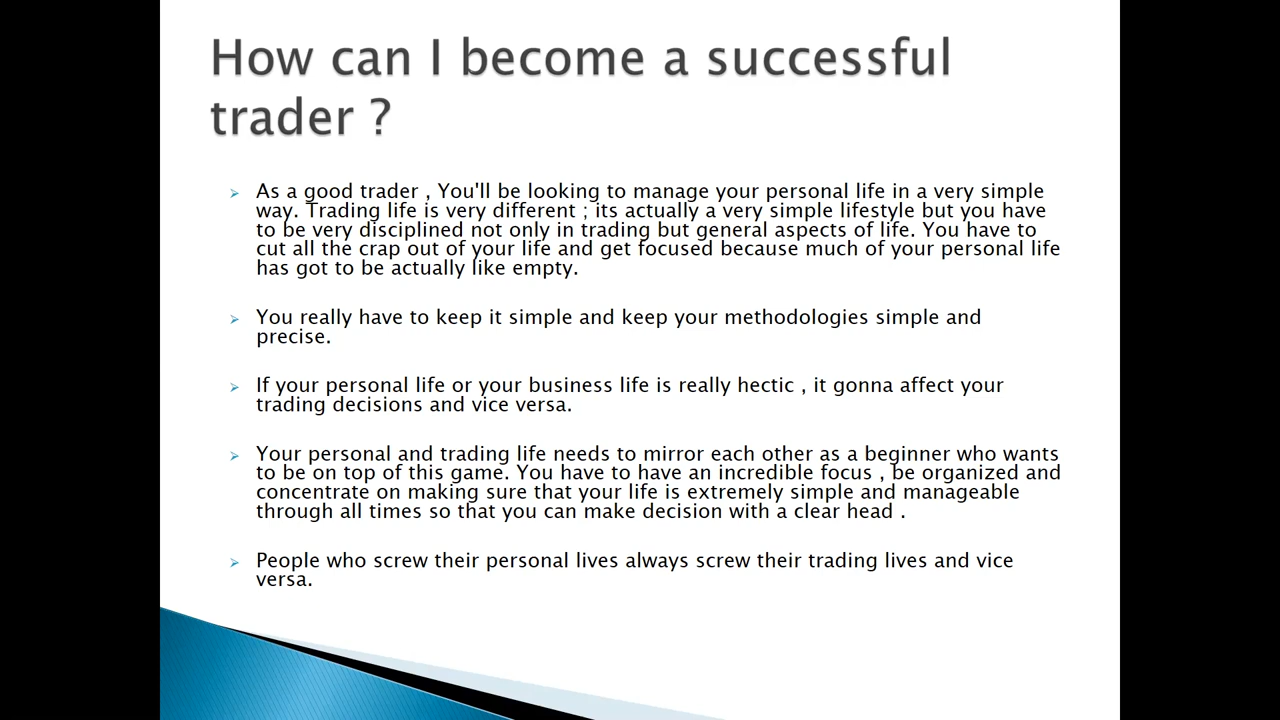 How can I become a successful
trader ?
As a good trader , You'll be looking to manage your personal life in a very simple
way. Trading life is very different ; its actually a very simple lifestyle but you have
to be very disciplined not only in trading but general aspects of life. You have to
cut all the crap out of your life and get focused because much of your personal life
has got to be actually like empty.
You really have to keep it simple and keep your methodologies simple and
precise.
If your personal life or your business life is really hectic , it gonna affect your
trading decisions and vice versa.
Your personal and trading life needs to mirror each other as a beginner who wants
to be on top of this game. You have to have an incredible focus , be organized and
concentrate on making sure that your life is extremely simple and manageable
through all times so that you can make decision with a clear head .
People who screw their personal lives always screw their trading lives and vice
versa.